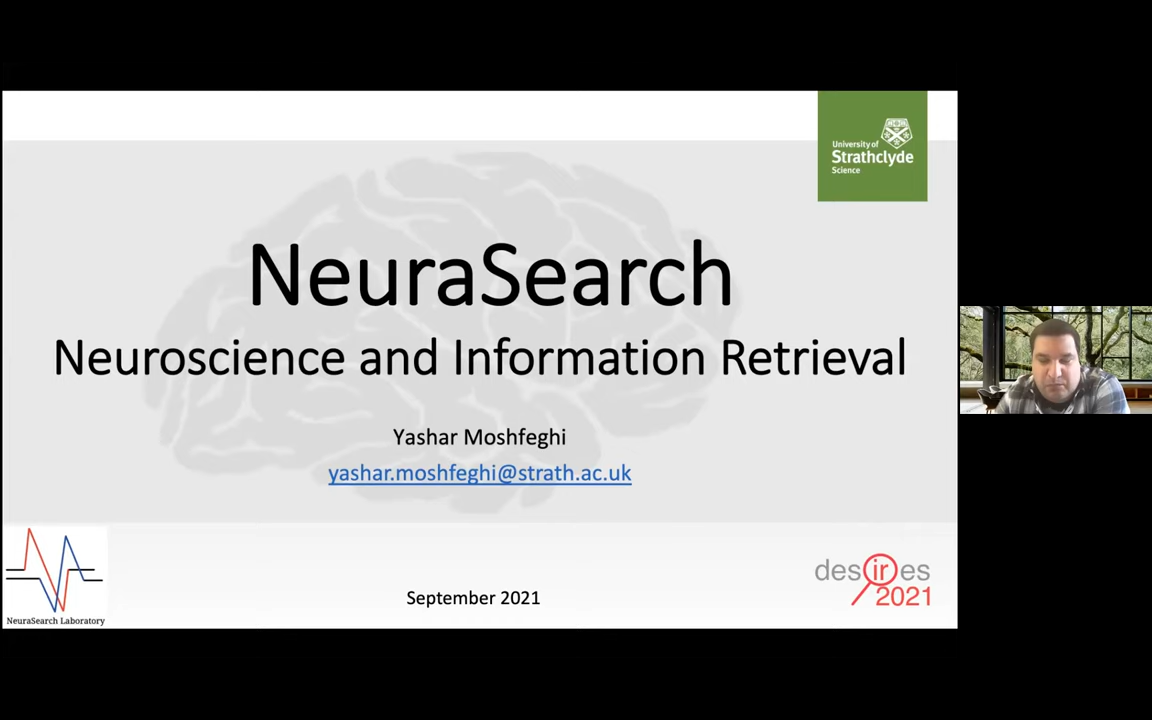 University of
Strathclyde
Science
NeuraSearch
Neuroscience and Information Retrieval
Yashar Moshfeghi
yashar.moshfeghi@strath.ac.uk
NeuraSearch Laboratory
September 2021
desires
2021